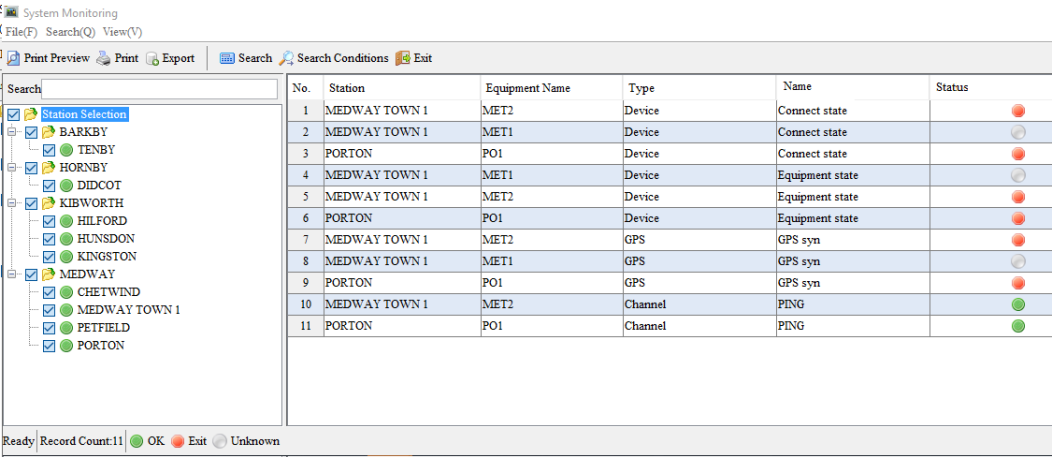 System Monitoring
File(F) Search(Q) View(V)
Print Preview Print Export Search Search Conditions Exit
Search
Station Selection
BARKBY
TENBY
HORNBY
DIDCOT
KIBWORTH
HILFORD
HUNSDON
KINGSTON
MEDWAY
CHETWIND
MEDWAY TOWN 1
PETFIELD
PORTON
No. Station Equipment Name Type Name Status
1 MEDWAY TOWN 1 MET2 Device Connect state
2 MEDWAY TOWN 1 MET1 Device Connect state
3 PORTON PO1 Device Connect state
4 MEDWAY TOWN 1 MET1 Device Equipment state
5 MEDWAY TOWN 1 MET2 Device Equipment state
6 PORTON PO1 Device Equipment state
7 MEDWAY TOWN 1 MET2 GPS GPS syn
8 MEDWAY TOWN 1 MET1 GPS GPS syn
9 PORTON PO1 GPS GPS syn
10 MEDWAY TOWN 1 MET2 Channel PING
11 PORTON PO1 Channel PING
Ready Record Count:11 OK Exit Unknown